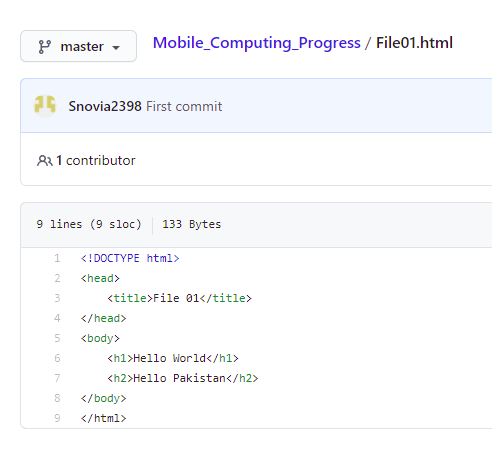 master Mobile_Computing_Progress / File01.html
Snovia2398 First commit
1 contributor
9 lines (9 sloc) 133 Bytes
1 <!DOCTYPE html>
2 <head>
3 <title>File 01</title>
4 </head>
5 <body>
6 <h1>Hello World</h1>
7 <h2>Hello Pakistan</h2>
8 </body>
9 </html>